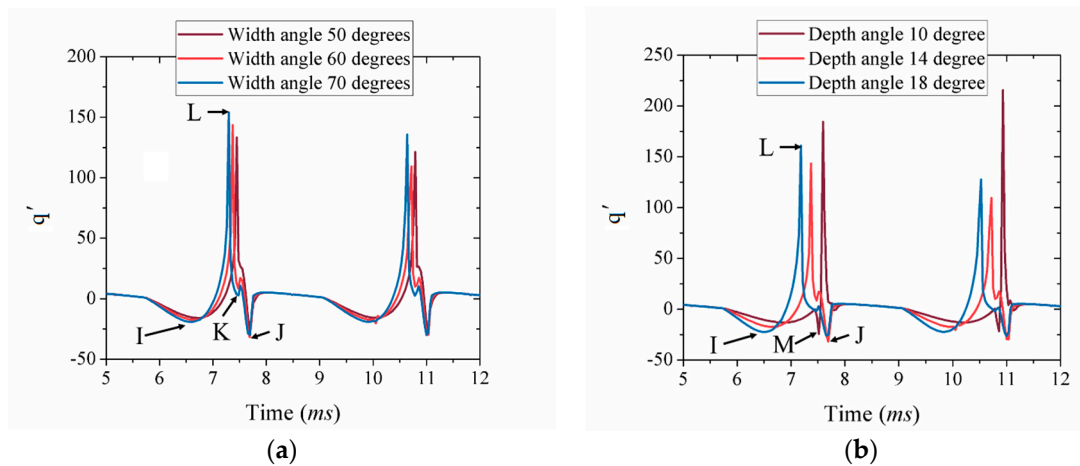 Width angle 50 degrees
Width angle 60 degrees
Width angle 70 degrees
200
150
100
50
0
-50
q′
L
I
K
J
5 6 7 8 9 10 11 12
Time (ms)
(a)
Depth angle 10 degree
Depth angle 14 degree
Depth angle 18 degree
250
200
150
100
50
0
-50
q′
L
I
M
J
5 6 7 8 9 10 11 12
Time (ms)
(b)